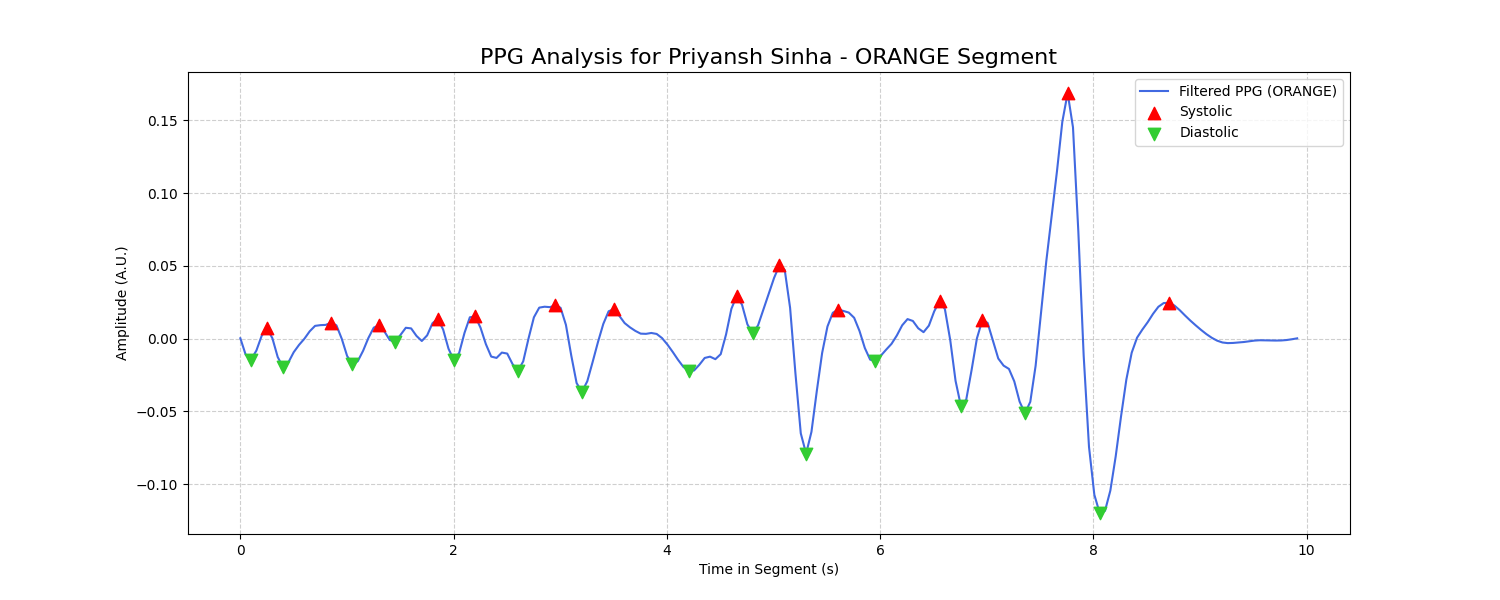 PPG Analysis for Priyansh Sinha - ORANGE Segment
Filtered PPG (ORANGE)
Systolic
Diastolic
Amplitude (A.U.)
0.15
0.10
0.05
0.00
−0.05
−0.10
0 2 4 6 8 10
Time in Segment (s)